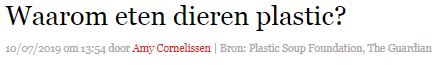 Waarom eten dieren plastic?
10/07/2019 om 13:54 door Amy Cornelissen | Bron: Plastic Soup Foundation, The Guardian